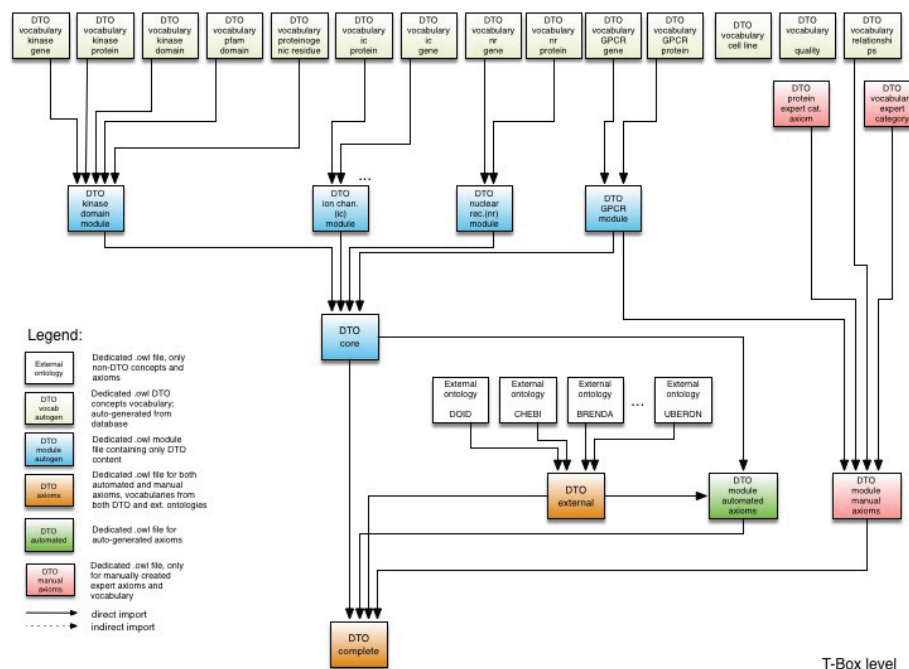 DTO
vocabulary
kinase
gene
DTO
vocabulary
kinase
protein
DTO
vocabulary
kinase
domain
DTO
vocabulary
pfam
domain
DTO
vocabulary
proteinoge
nic residue
DTO
vocabulary
ic
protein
DTO
vocabulary
ic
gene
DTO
vocabulary
nr
gene
DTO
vocabulary
nr
protein
DTO
vocabulary
GPCR
gene
DTO
vocabulary
GPCR
protein
DTO
vocabulary
cell line
DTO
vocabulary
quality
DTO
vocabulary
relationshi
ps
DTO
protein
expert cat.
axiom
DTO
vocabulary
expert
category
...
DTO
kinase
domain
module
DTO
ion chan.
(ic)
module
DTO
nuclear
rec.(nr)
module
DTO
GPCR
module
DTO
core
Legend:
External
ontology
Dedicated .owl file, only
non-DTO concepts and
axioms
DTO
vocab
autogen
Dedicated .owl DTO
concepts vocabulary;
auto-generated from
database
DTO
module
autogen
Dedicated .owl module
file containing only DTO
content
DTO
axioms
Dedicated .owl file for both
automated and manual
axioms, vocabularies from
both DTO and ext. ontologies
DTO
automated
Dedicated .owl file for
auto-generated axioms
DTO
manual
axioms
Dedicated .owl file, only
for manually created
expert axioms and
vocabulary
direct import
indirect import
External
ontology
DOID
External
ontology
CHEBI
External
ontology
BRENDA
...
External
ontology
UBERON
DTO
external
DTO
module
automated
axioms
DTO
module
manual
axioms
DTO
complete
T-Box level